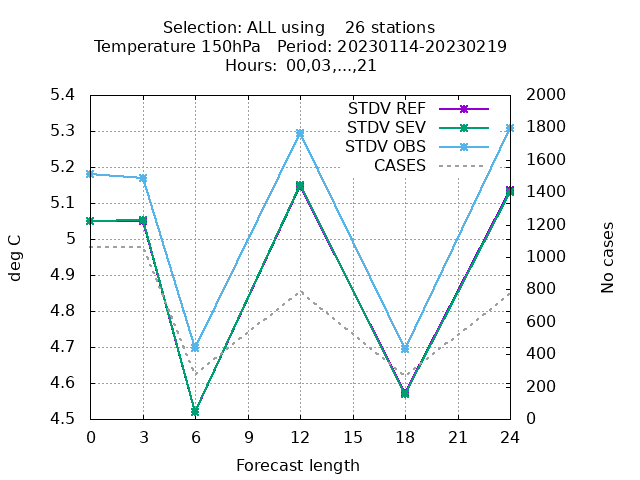 Selection: ALL using    26 stations
Temperature 150hPa   Period: 20230114-20230219
Hours: 00,03,...,21
STDV REF
STDV SEV
STDV OBS
CASES
deg C
5.4
5.3
5.2
5.1
5
4.9
4.8
4.7
4.6
4.5
2000
1800
1600
1400
1200
1000
800
600
400
200
0
No cases
0 3 6 9 12 15 18 21 24
Forecast length